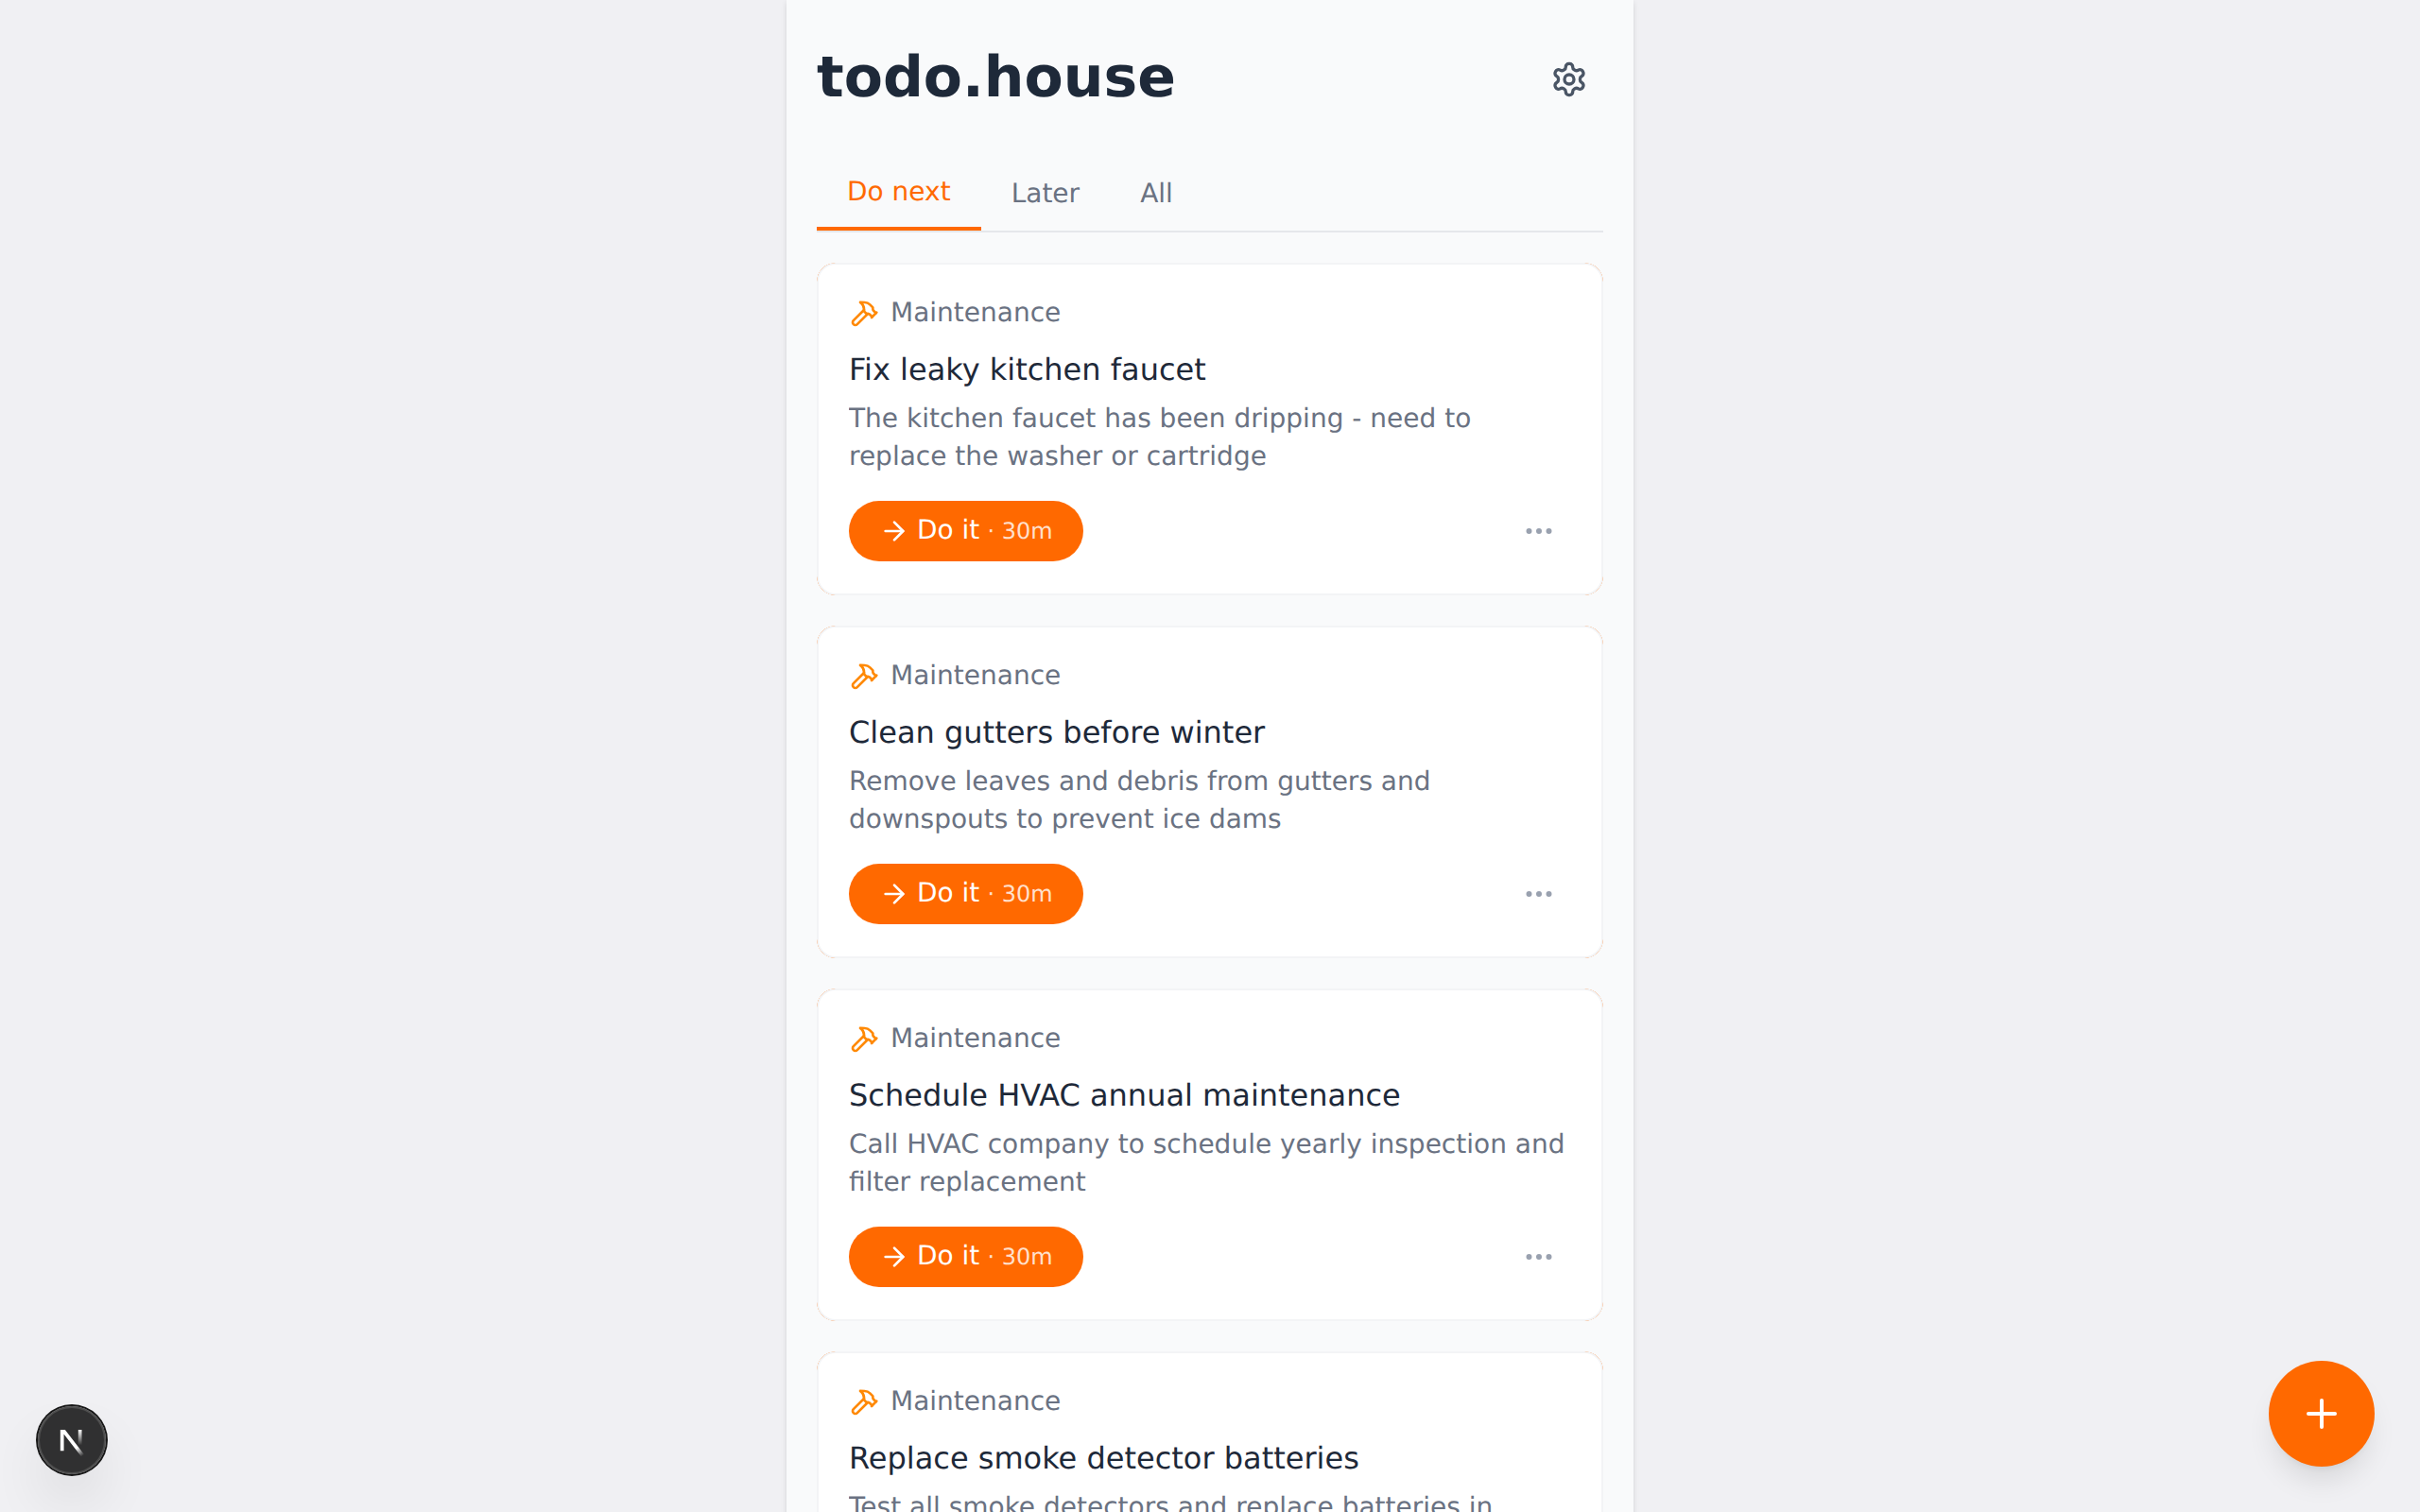 todo.house
Do next
Later
All
Maintenance
Fix leaky kitchen faucet
The kitchen faucet has been dripping - need to
replace the washer or cartridge
Do it · 30m
Maintenance
Clean gutters before winter
Remove leaves and debris from gutters and
downspouts to prevent ice dams
Do it · 30m
Maintenance
Schedule HVAC annual maintenance
Call HVAC company to schedule yearly inspection and
filter replacement
Do it · 30m
Maintenance
Replace smoke detector batteries
Test all smoke detectors and replace batteries in
N